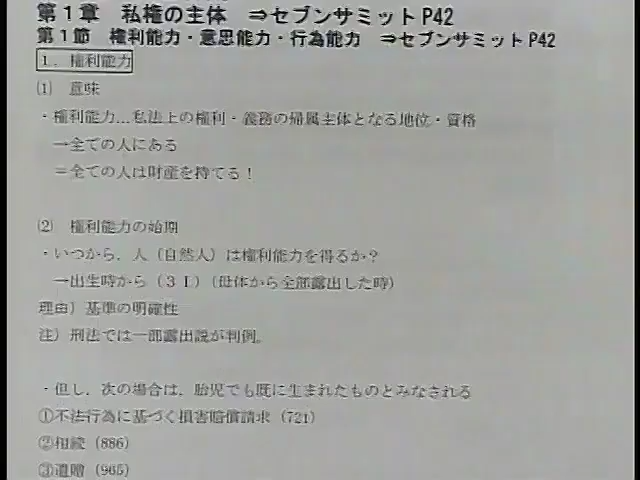 第１章　私権の主体　⇒セブンサミットP42
第１節　権利能力・意思能力・行為能力　⇒セブンサミットP42
１．権利能力
(1)　意味
・権利能力…私法上の権利・義務の帰属主体となる地位・資格
→全ての人にある
＝全ての人は財産を持てる！
(2)　権利能力の始期
・いつから、人（自然人）は権利能力を得るか？
→出生時から（３Ⅰ）（母体から全部露出した時）
理由）基準の明確性
注）刑法では一部露出説が判例。
・但し、次の場合は、胎児でも既に生まれたものとみなされる
①不法行為に基づく損害賠償請求（721）
②相続（886）
③遺贈（965）